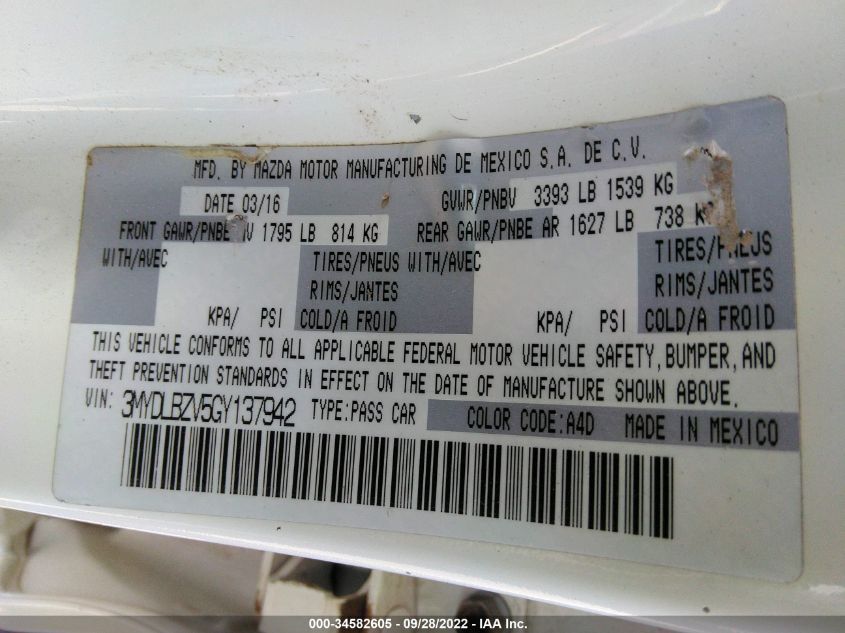 MFD. BY MAZDA MOTOR MANUFACTURING DE MEXICO S.A. DE C.V.
DATE 03/16 GVWR/PNBV 3393 LB 1539 KG
FRONT GAWR/PNBE AV 1795 LB 814 KG REAR GAWR/PNBE AR 1627 LB 738 KG
WITH/AVEC TIRES/PNEUS WITH/AVEC TIRES/PNEUS
RIMS/JANTES RIMS/JANTES
KPA/ PSI COLD/A FROID KPA/ PSI COLD/A FROID
THIS VEHICLE CONFORMS TO ALL APPLICABLE FEDERAL MOTOR VEHICLE SAFETY, BUMPER, AND
THEFT PREVENTION STANDARDS IN EFFECT ON THE DATE OF MANUFACTURE SHOWN ABOVE.
VIN: 3MYDLBZV5GY137942 TYPE:PASS CAR COLOR CODE:A4D MADE IN MEXICO
000-34582605 - 09/28/2022 - IAA Inc.